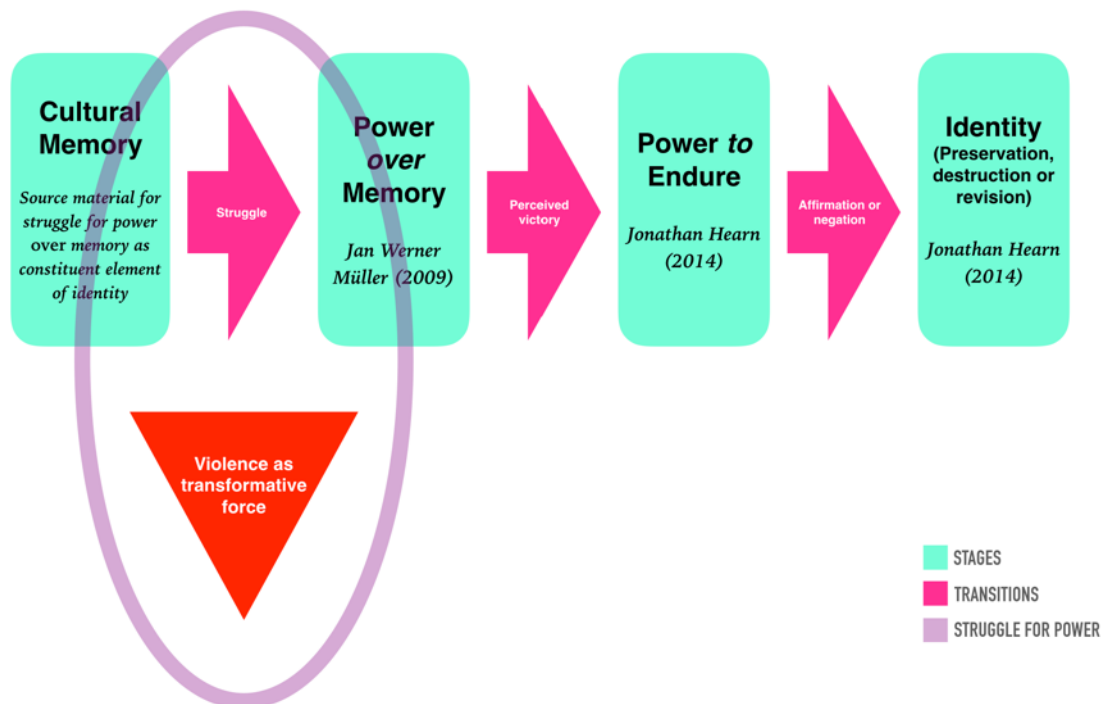 Cultural
Memory
Source material for
struggle for power
over memory as
constituent element
of identity
Struggle
Power
over
Memory
Jan Werner
Müller (2009)
Perceived
victory
Power to
Endure
Jonathan Hearn
(2014)
Affirmation or
negation
Identity
(Preservation,
destruction or
revision)
Jonathan Hearn
(2014)
Violence as
transformative
force
STAGES
TRANSITIONS
STRUGGLE FOR POWER